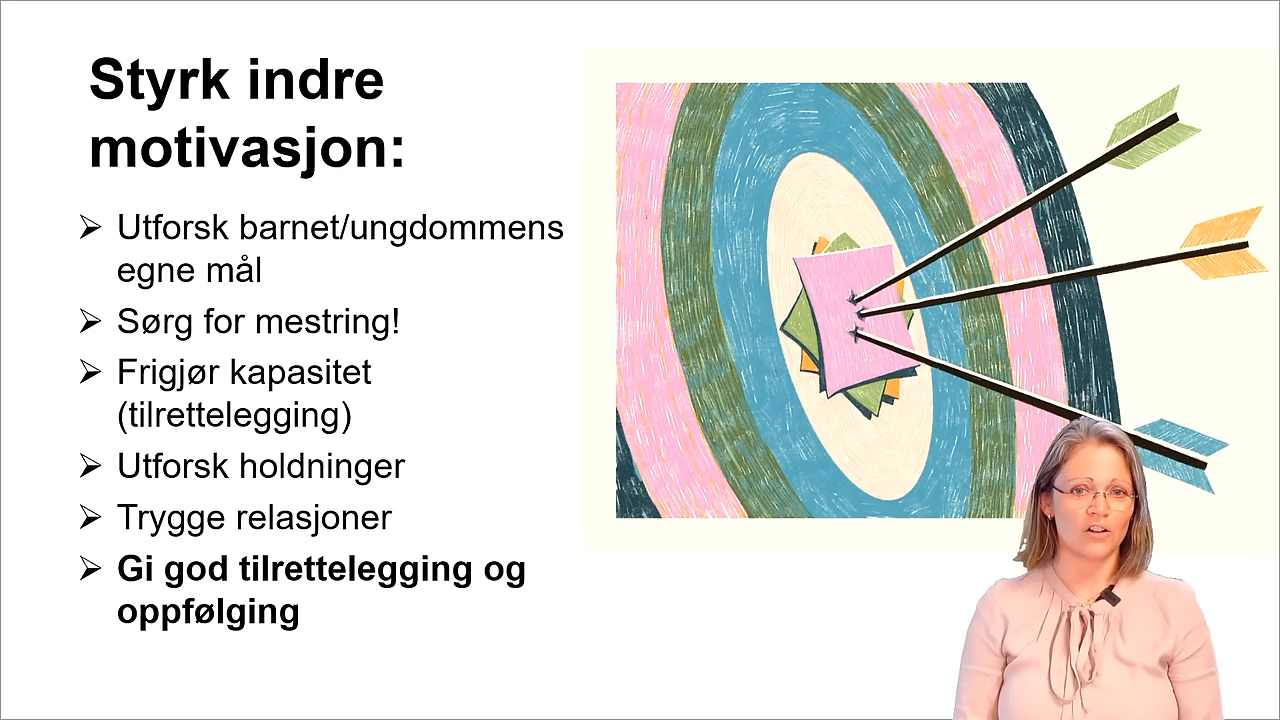 Styrk indre
motivasjon:
➢ Utforsk barnet/ungdommens
egne mål
➢ Sørg for mestring!
➢ Frigjør kapasitet
(tilrettelegging)
➢ Utforsk holdninger
➢ Trygge relasjoner
➢ Gi god tilrettelegging og
oppfølging